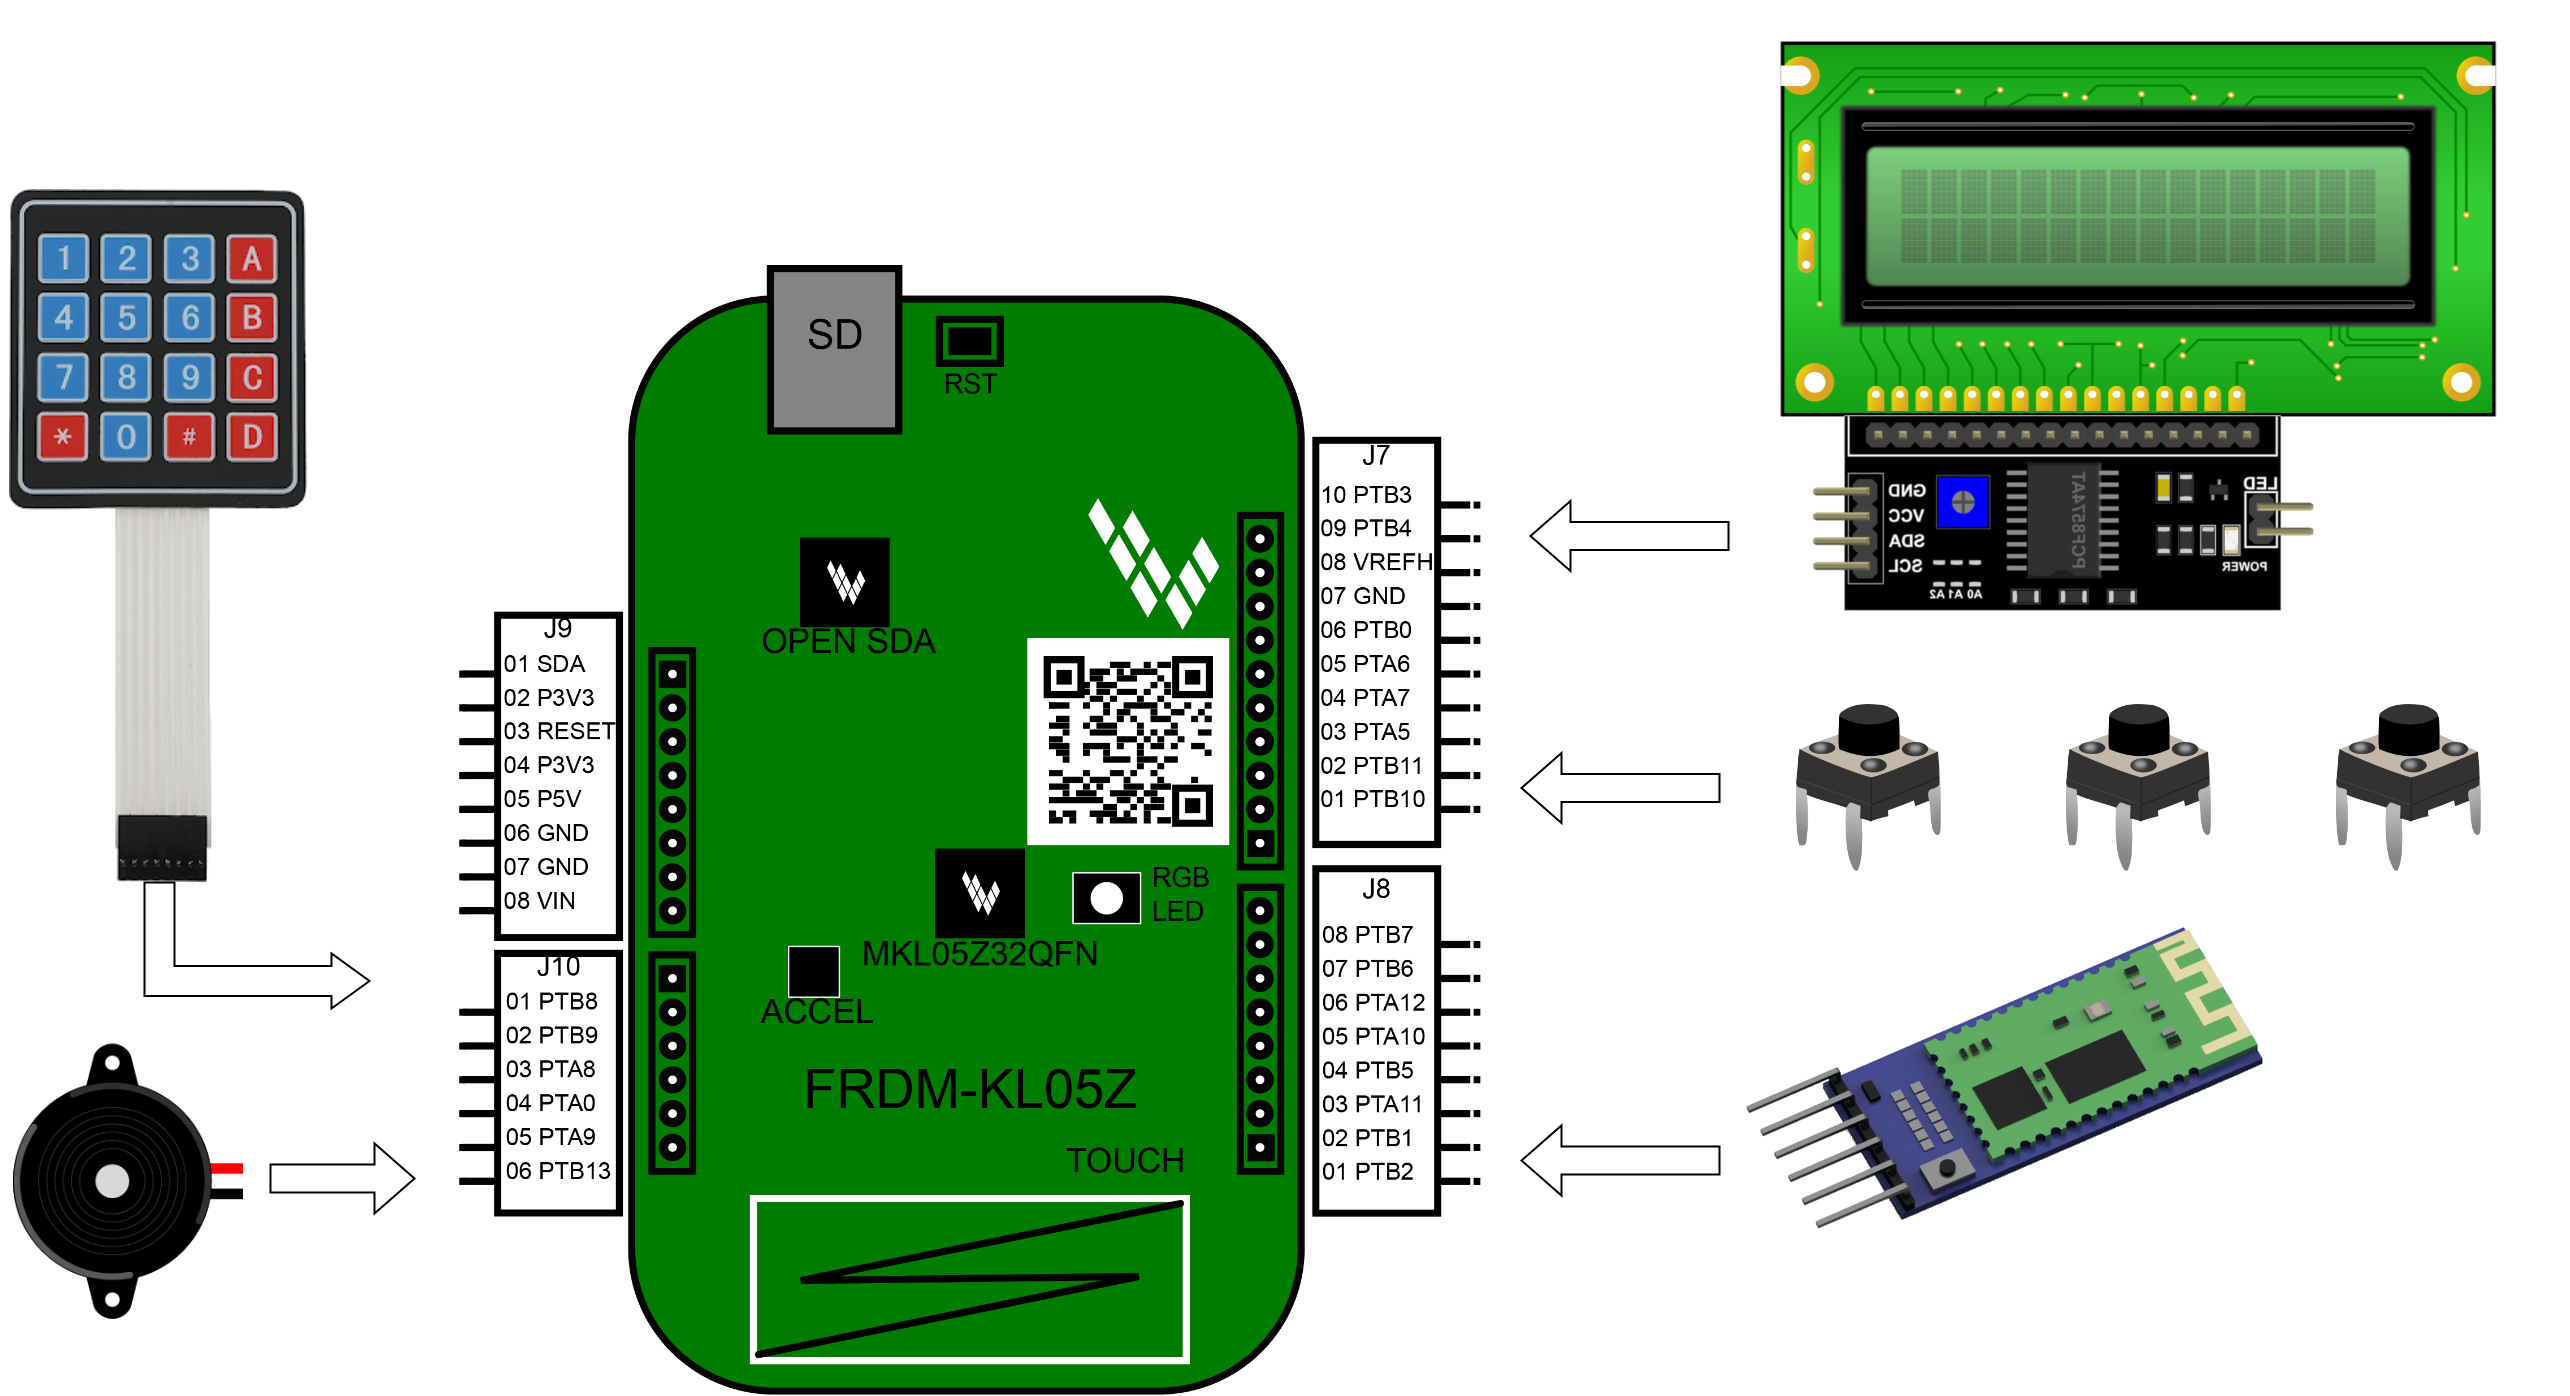 1 2 3 A
4 5 6 B
7 8 9 C
* 0 # D
SD
RST
OPEN SDA
MKL05Z32QFN
RGB
LED
ACCEL
FRDM-KL05Z
TOUCH
J9
01 SDA
02 P3V3
03 RESET
04 P3V3
05 P5V
06 GND
07 GND
08 VIN
J10
01 PTB8
02 PTB9
03 PTA8
04 PTA0
05 PTA9
06 PTB13
J7
10 PTB3
09 PTB4
08 VREFH
07 GND
06 PTB0
05 PTA6
04 PTA7
03 PTA5
02 PTB11
01 PTB10
J8
08 PTB7
07 PTB6
06 PTA12
05 PTA10
04 PTB5
03 PTA11
02 PTB1
01 PTB2
GND
VCC
SDA
SCL
A0 A1 A2
PCF8574AT
LED
POWER